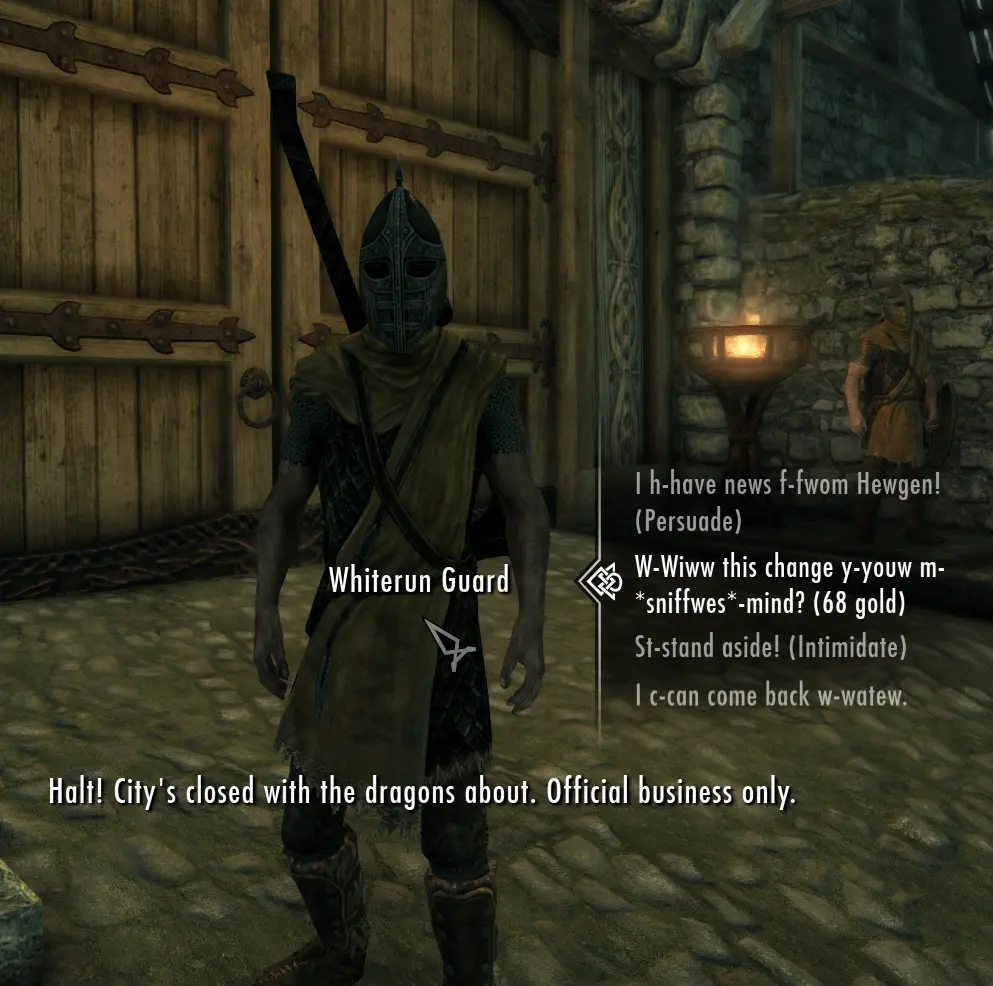 I h-have news f-fwom Hewgen!
(Persuade)
W-Wiww this change y-youw m-
*sniffwes*-mind? (68 gold)
Whiterun Guard
St-stand aside! (Intimidate)
I c-can come back w-watew.
Halt! City's closed with the dragons about. Official business only.